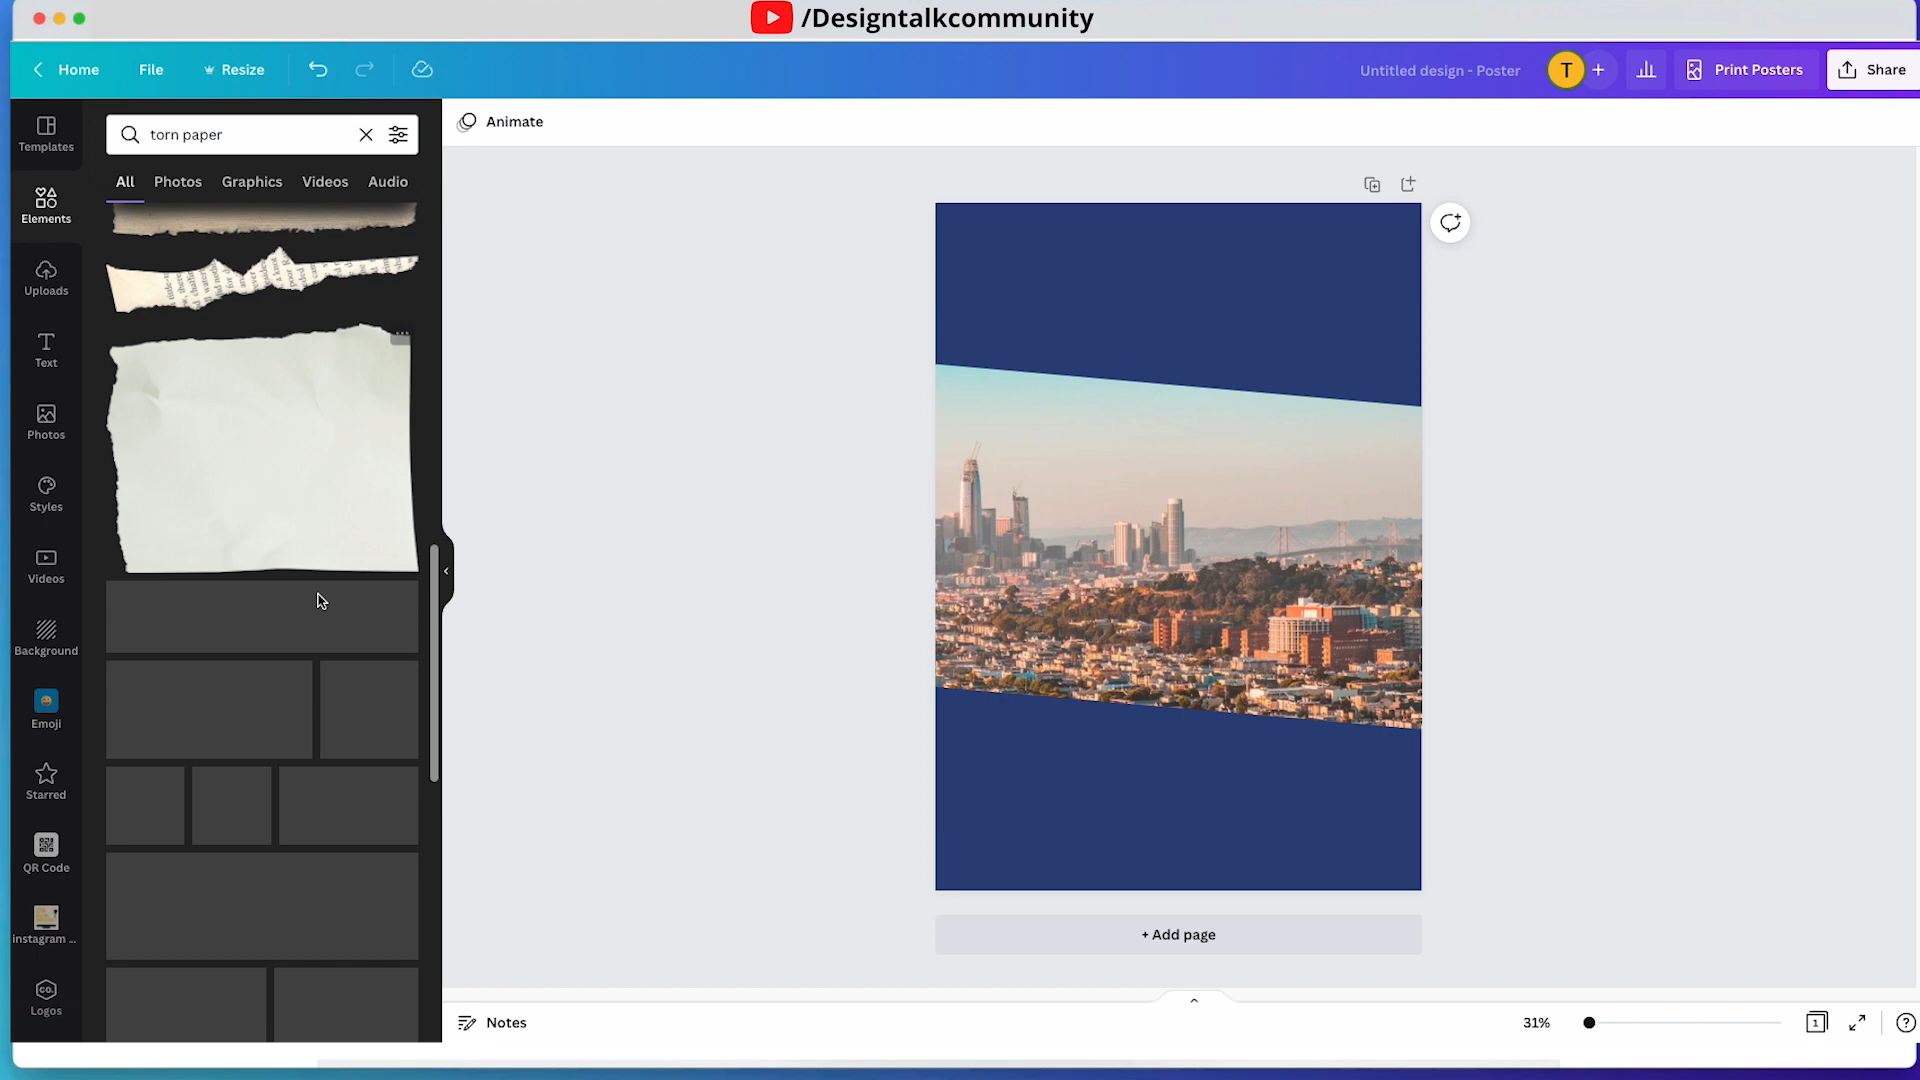 /Designtalkcommunity
Home
File
Resize
Untitled design - Poster
T
Print Posters
Share
Templates
Elements
Uploads
Text
Photos
Styles
Videos
Background
Emoji
Starred
QR Code
instagram ...
CO.
Logos
torn paper
All
Photos
Graphics
Videos
Audio
Animate
+ Add page
Notes
31%
1
?